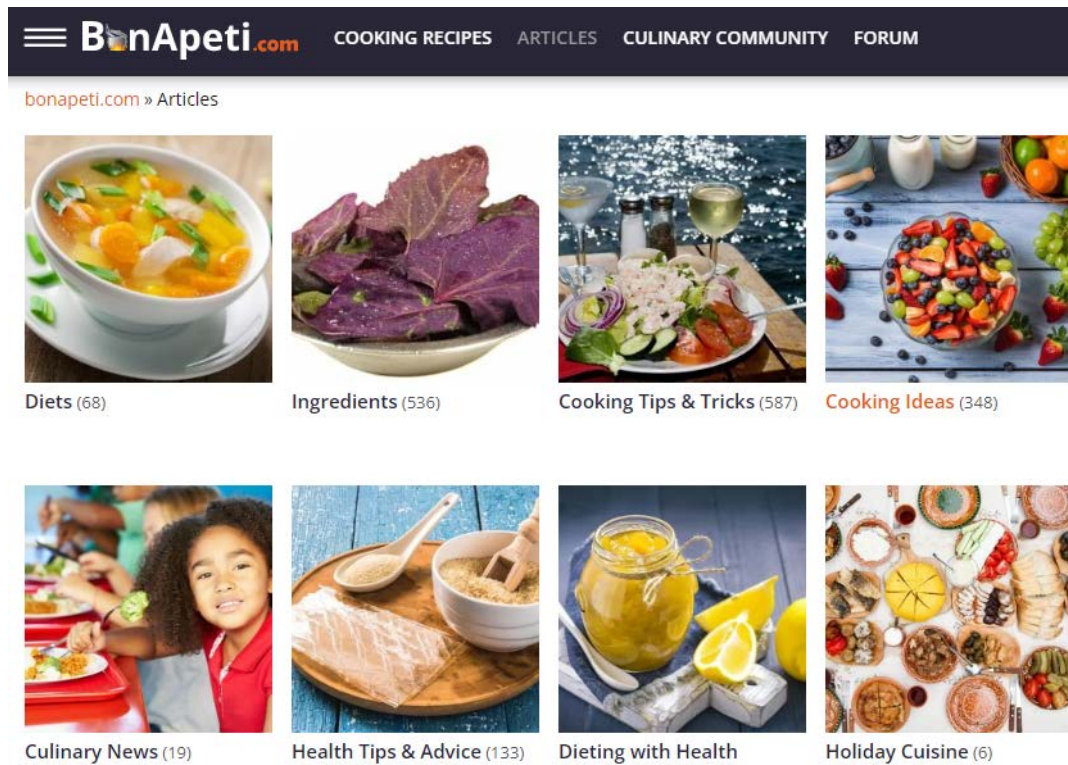 BonApeti.com COOKING RECIPES ARTICLES CULINARY COMMUNITY FORUM
bonapeti.com » Articles
Diets (68) Ingredients (536) Cooking Tips & Tricks (587) Cooking Ideas (348)
Culinary News (19) Health Tips & Advice (133) Dieting with Health Holiday Cuisine (6)